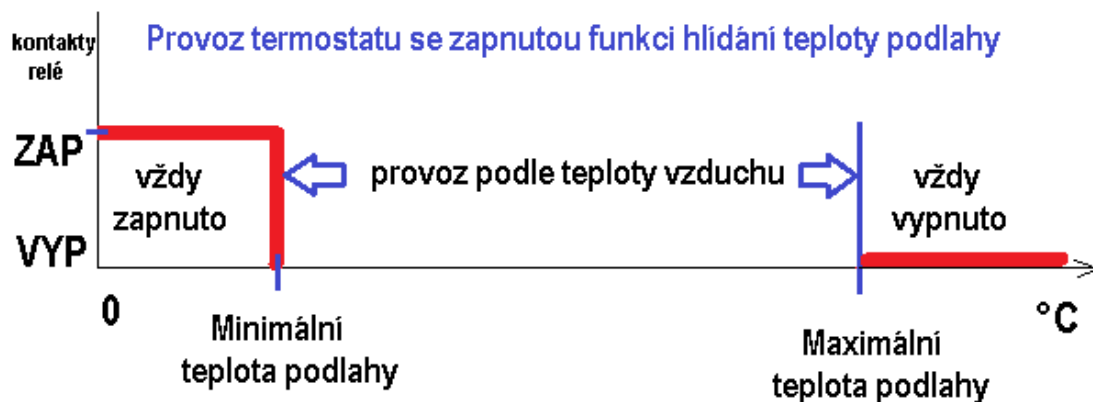 Provoz termostatu se zapnutou funkci hlídání teploty podlahy
kontakty
relé
ZAP
vždy
zapnuto
provoz podle teploty vzduchu
vždy
vypnuto
VYP
0
°C
Minimální
teplota podlahy
Maximální
teplota podlahy